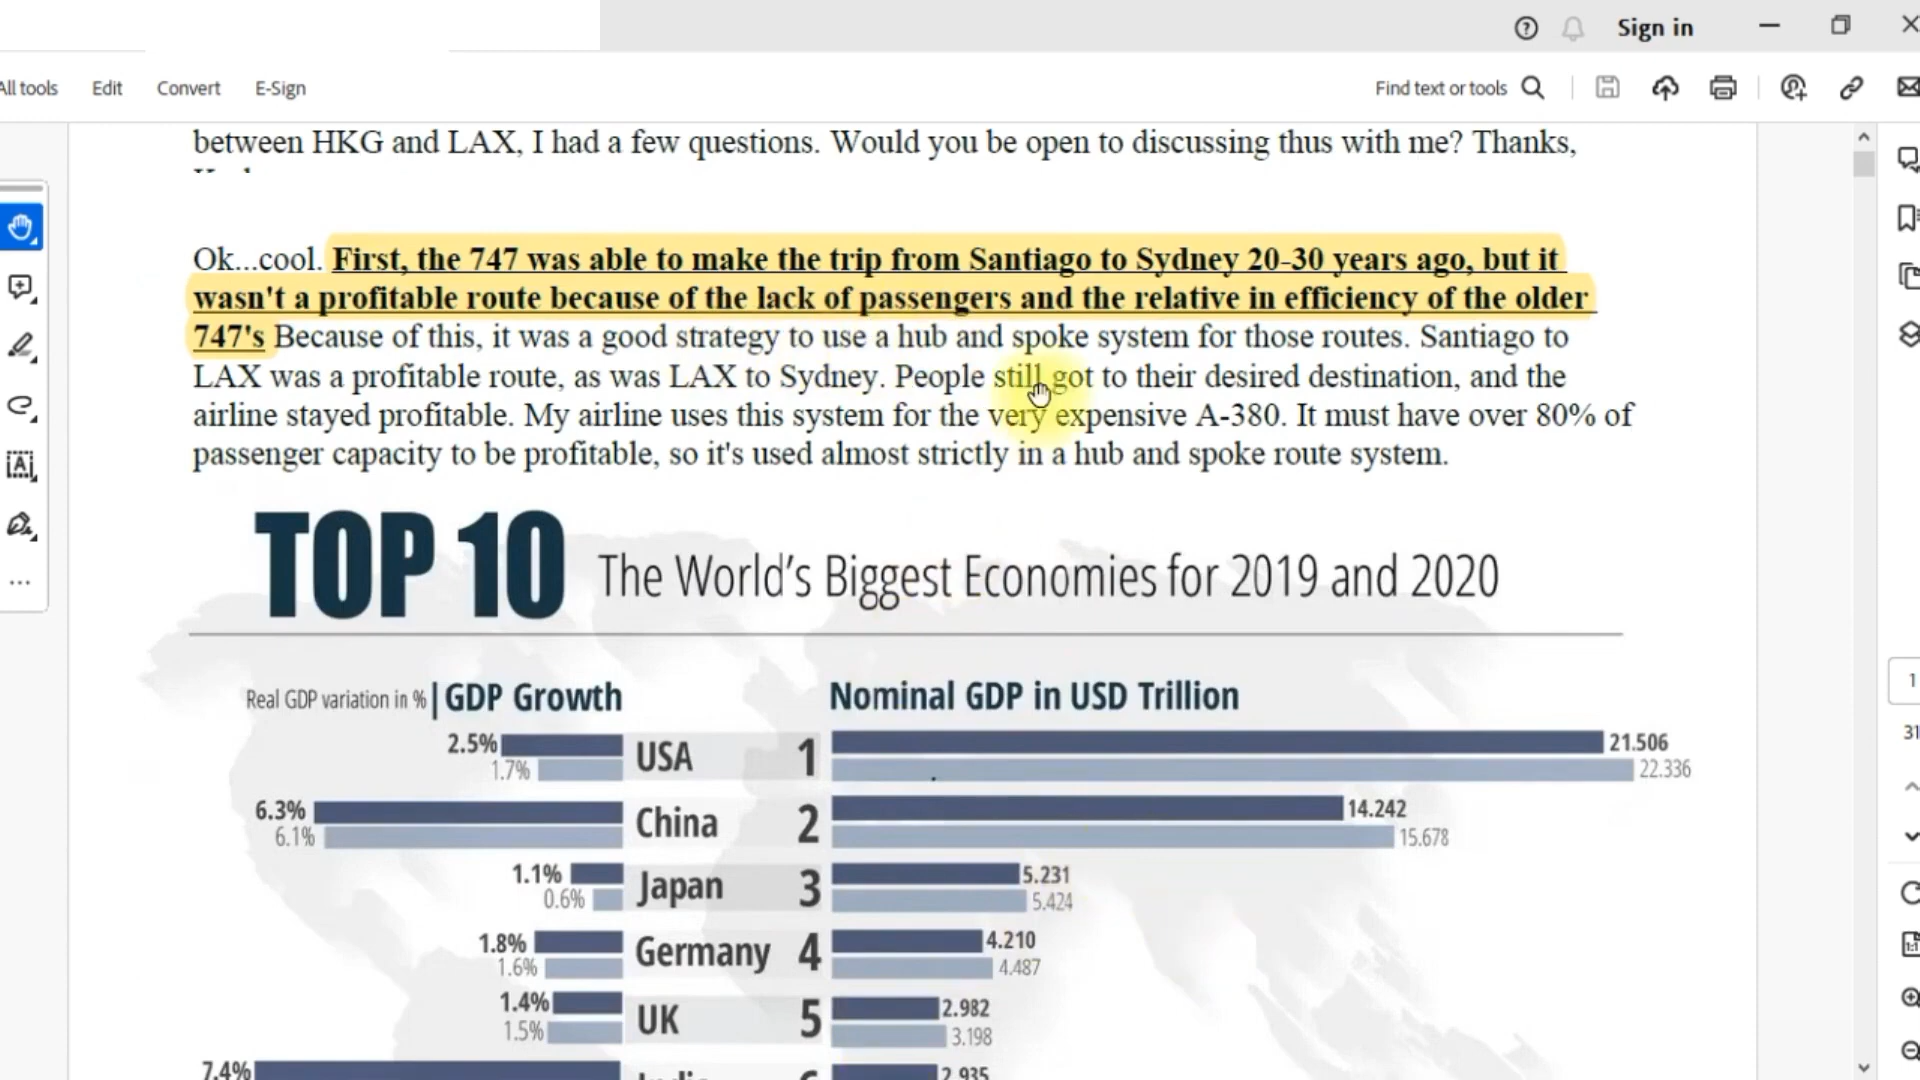 Sign in
All tools
Edit
Convert
E-Sign
Find text or tools
between HKG and LAX, I had a few questions. Would you be open to discussing thus with me? Thanks,
Ok...cool. First, the 747 was able to make the trip from Santiago to Sydney 20-30 years ago, but it
wasn't a profitable route because of the lack of passengers and the relative in efficiency of the older
747's Because of this, it was a good strategy to use a hub and spoke system for those routes. Santiago to
LAX was a profitable route, as was LAX to Sydney. People still got to their desired destination, and the
airline stayed profitable. My airline uses this system for the very expensive A-380. It must have over 80% of
passenger capacity to be profitable, so it's used almost strictly in a hub and spoke route system.
TOP 10 The World's Biggest Economies for 2019 and 2020
Real GDP variation in % | GDP Growth
Nominal GDP in USD Trillion
2.5%
1.7%
USA 1
21.506
22.336
6.3%
6.1%
China 2
14.242
15.678
1.1%
0.6%
Japan 3
5.231
5.424
1.8%
1.6%
Germany 4
4.210
4.487
1.4%
1.5%
UK 5
2.982
3.198
7.4%
2.935
1
31